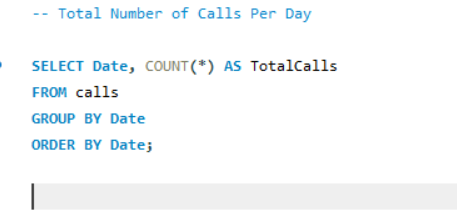 -- Total Number of Calls Per Day
SELECT Date, COUNT(*) AS TotalCalls
FROM calls
GROUP BY Date
ORDER BY Date;